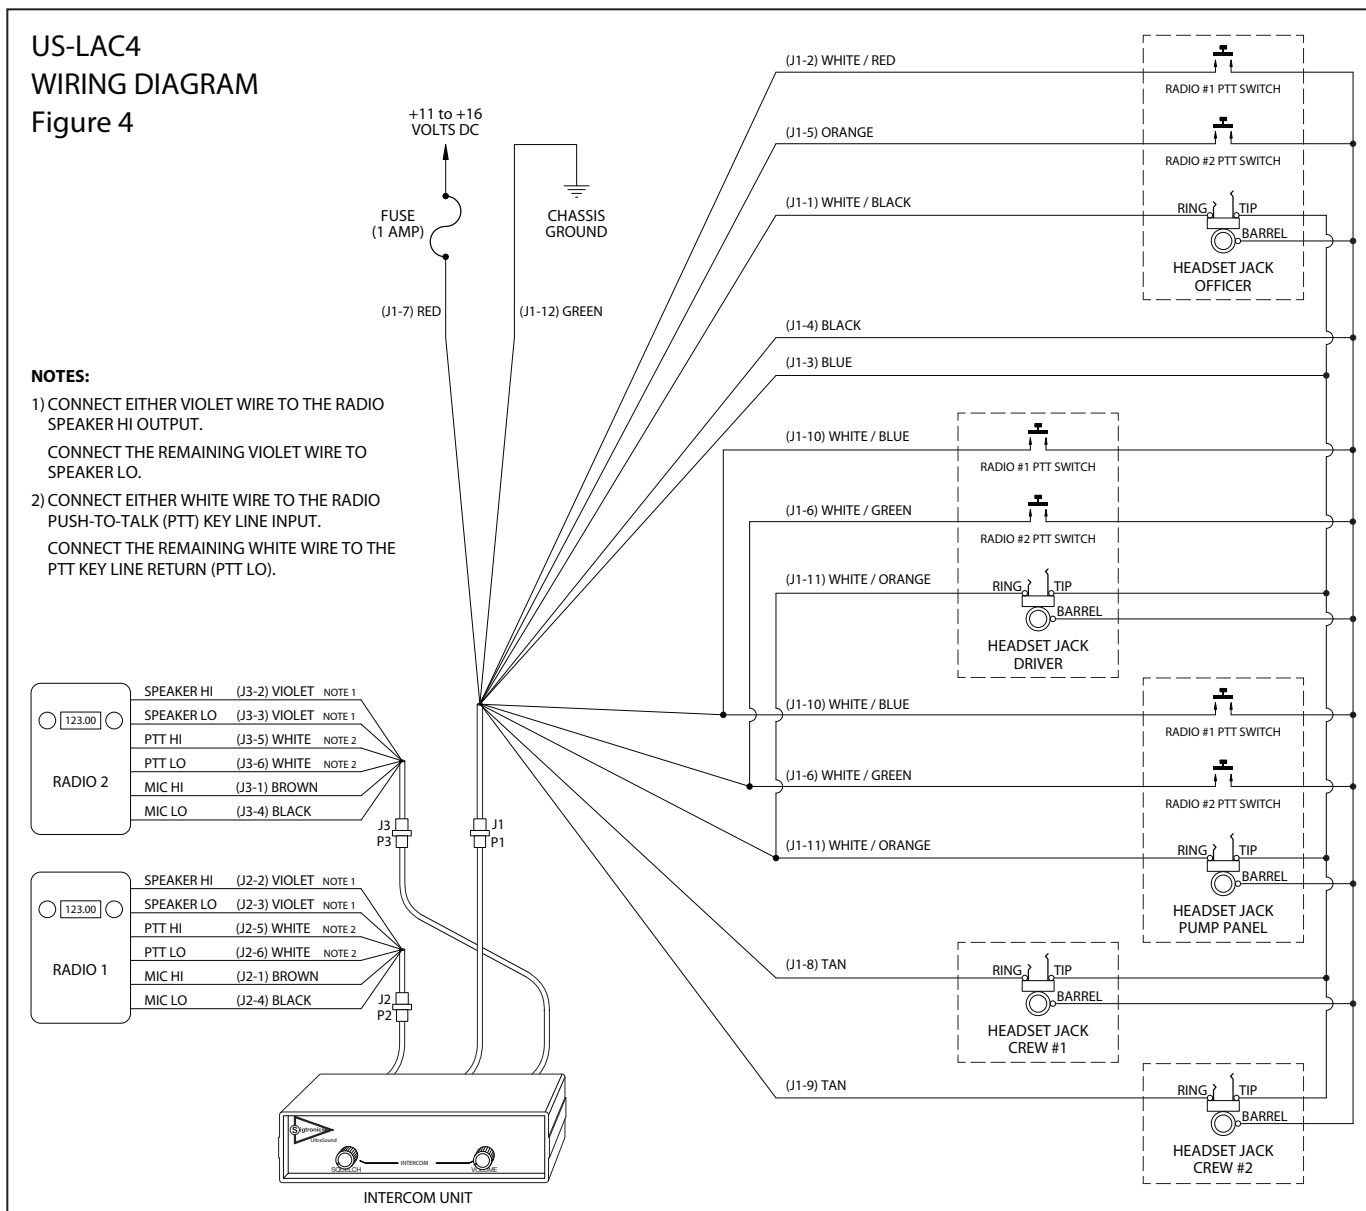 US-LAC4
WIRING DIAGRAM
Figure 4
+11 to +16
VOLTS DC
FUSE
(1 AMP)
CHASSIS
GROUND
(J1-7) RED
(J1-12) GREEN
NOTES:
1) CONNECT EITHER VIOLET WIRE TO THE RADIO
SPEAKER HI OUTPUT.
CONNECT THE REMAINING VIOLET WIRE TO
SPEAKER LO.
2) CONNECT EITHER WHITE WIRE TO THE RADIO
PUSH-TO-TALK (PTT) KEY LINE INPUT.
CONNECT THE REMAINING WHITE WIRE TO THE
PTT KEY LINE RETURN (PTT LO).
(J1-2) WHITE / RED
RADIO #1 PTT SWITCH
(J1-5) ORANGE
RADIO #2 PTT SWITCH
(J1-1) WHITE / BLACK
RING TIP
BARREL
HEADSET JACK
OFFICER
(J1-4) BLACK
(J1-3) BLUE
(J1-10) WHITE / BLUE
RADIO #1 PTT SWITCH
(J1-6) WHITE / GREEN
RADIO #2 PTT SWITCH
(J1-11) WHITE / ORANGE
RING TIP
BARREL
HEADSET JACK
DRIVER
(J1-10) WHITE / BLUE
RADIO #1 PTT SWITCH
(J1-6) WHITE / GREEN
RADIO #2 PTT SWITCH
(J1-11) WHITE / ORANGE
RING TIP
BARREL
HEADSET JACK
PUMP PANEL
(J1-8) TAN
RING TIP
BARREL
HEADSET JACK
CREW #1
(J1-9) TAN
RING TIP
BARREL
HEADSET JACK
CREW #2
123.00
RADIO 2
SPEAKER HI (J3-2) VIOLET NOTE 1
SPEAKER LO (J3-3) VIOLET NOTE 1
PTT HI (J3-5) WHITE NOTE 2
PTT LO (J3-6) WHITE NOTE 2
MIC HI (J3-1) BROWN
MIC LO (J3-4) BLACK
J3
P3
J1
P1
123.00
RADIO 1
SPEAKER HI (J2-2) VIOLET NOTE 1
SPEAKER LO (J2-3) VIOLET NOTE 1
PTT HI (J2-5) WHITE NOTE 2
PTT LO (J2-6) WHITE NOTE 2
MIC HI (J2-1) BROWN
MIC LO (J2-4) BLACK
J2
P2
Sigtronics
UltraSound
SQUELCH
INTERCOM
VOLUME
INTERCOM UNIT